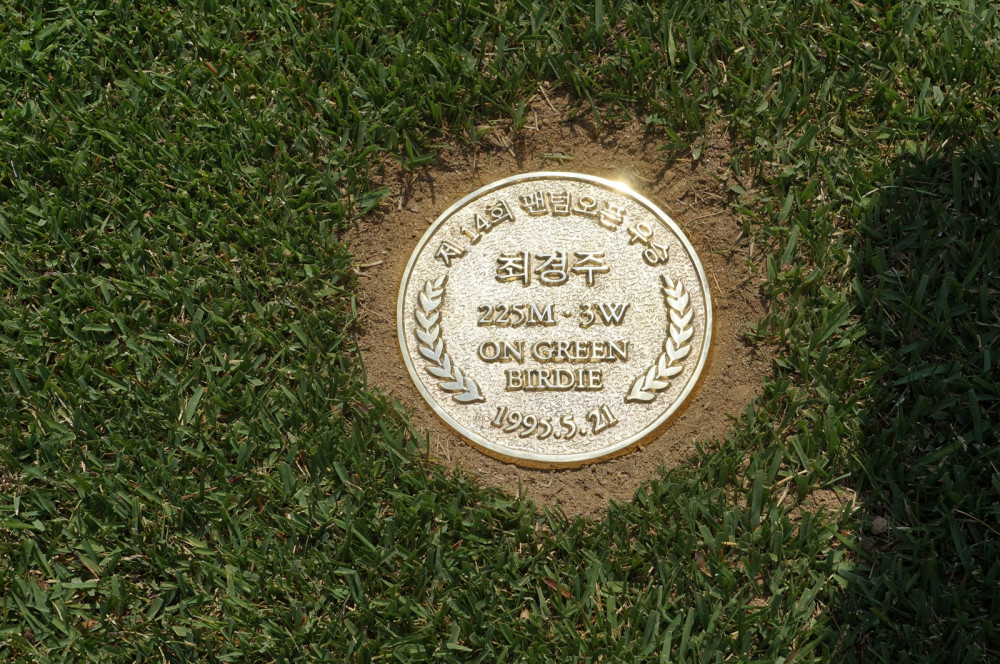 제 14회 팬텀오픈 우승
최경주
225M · 3W
ON GREEN
BIRDIE
1995.5.21